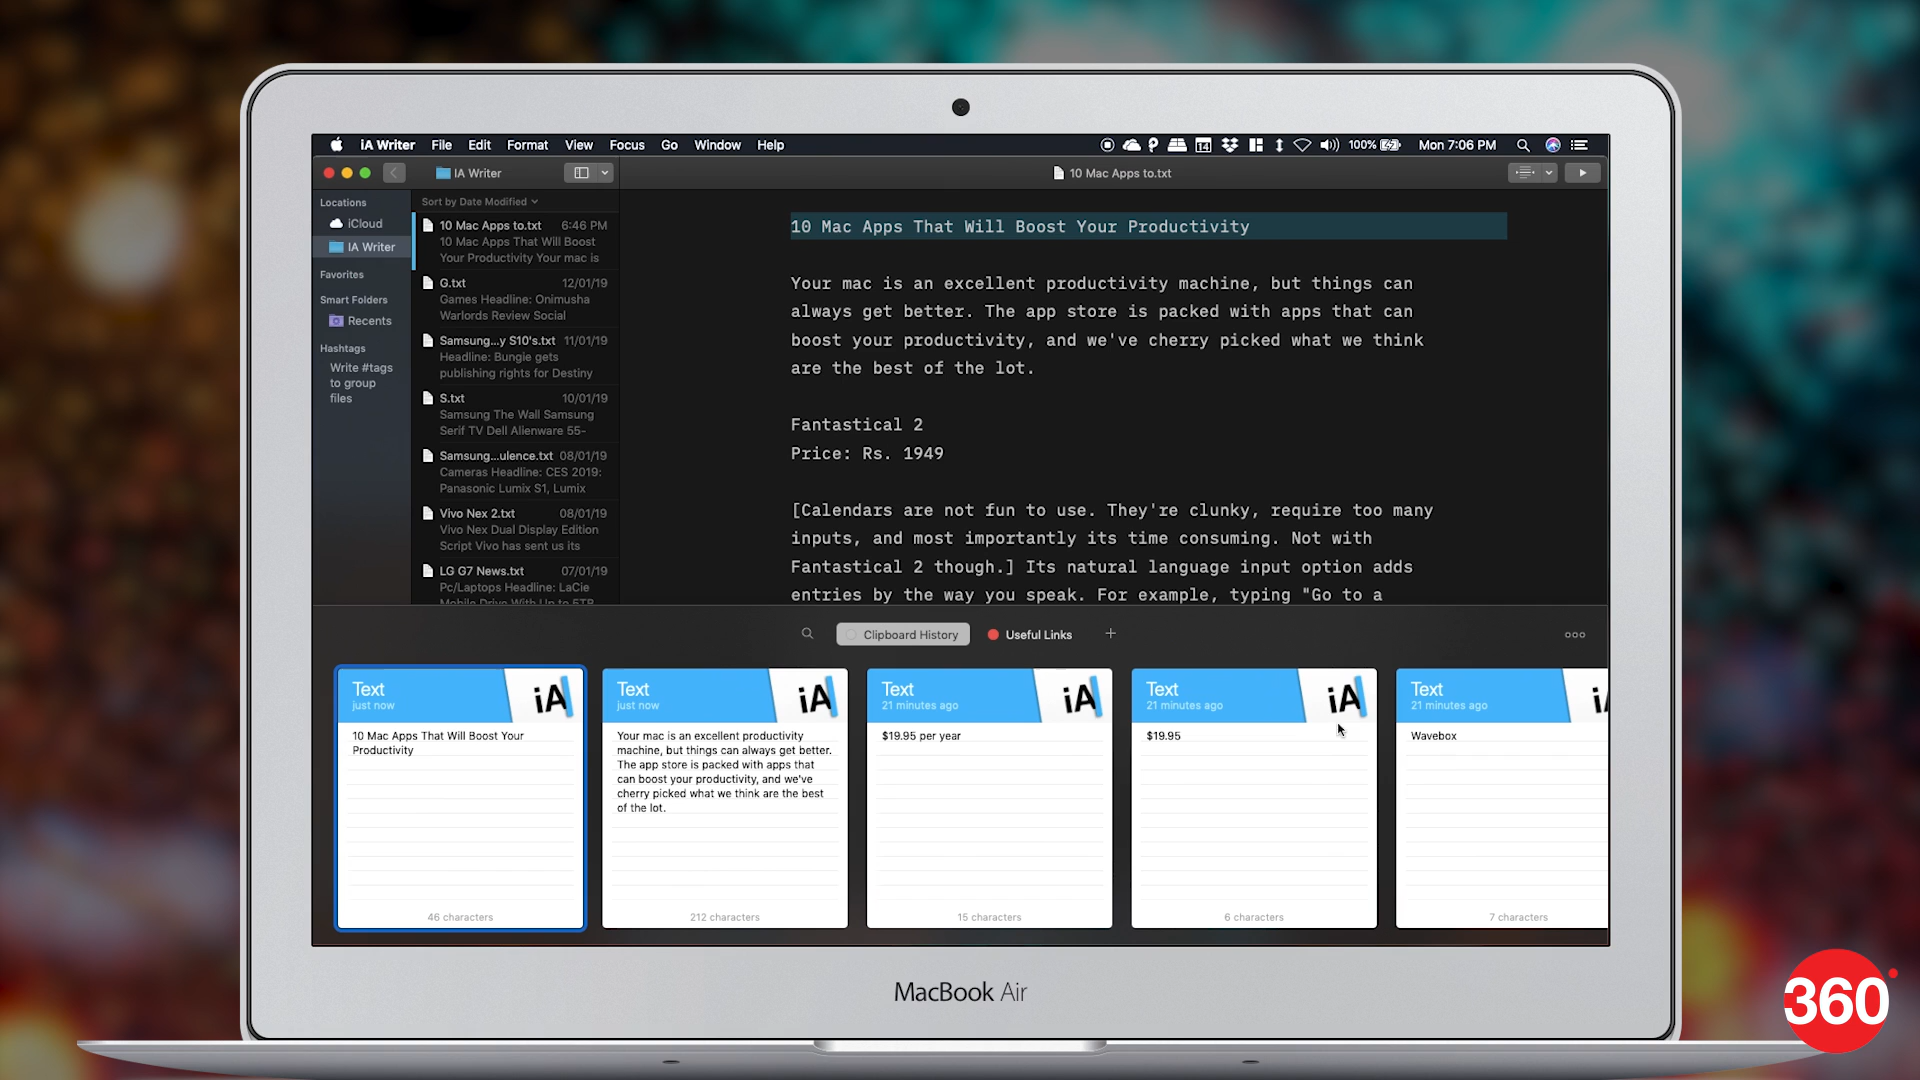 iA Writer File Edit Format View Focus Go Window Help
14 100% Mon 7:06 PM
IA Writer
10 Mac Apps to.txt
Locations
iCloud
IA Writer
Favorites
Smart Folders
Recents
Hashtags
Write #tags
to group
files
Sort by Date Modified
10 Mac Apps to.txt 6:46 PM
10 Mac Apps That Will Boost
Your Productivity Your mac is
G.txt 12/01/19
Games Headline: Onimusha
Warlords Review Social
Samsung...y S10's.txt 11/01/19
Headline: Bungie gets
publishing rights for Destiny
S.txt 10/01/19
Samsung The Wall Samsung
Serif TV Dell Alienware 55-
Samsung...ulence.txt 08/01/19
Cameras Headline: CES 2019:
Panasonic Lumix S1, Lumix
Vivo Nex 2.txt 08/01/19
Vivo Nex Dual Display Edition
Script Vivo has sent us its
LG G7 News.txt 07/01/19
Pc/Laptops Headline: LaCie
Mobile Drive With Up to 5TB
10 Mac Apps That Will Boost Your Productivity
Your mac is an excellent productivity machine, but things can
always get better. The app store is packed with apps that can
boost your productivity, and we've cherry picked what we think
are the best of the lot.
Fantastical 2
Price: Rs. 1949
[Calendars are not fun to use. They're clunky, require too many
inputs, and most importantly its time consuming. Not with
Fantastical 2 though.] Its natural language input option adds
entries by the way you speak. For example, typing "Go to a
Clipboard History Useful Links
Text
just now
iA
10 Mac Apps That Will Boost Your
Productivity
46 characters
Text
just now
iA
Your mac is an excellent productivity
machine, but things can always get better.
The app store is packed with apps that
can boost your productivity, and we've
cherry picked what we think are the best
of the lot.
212 characters
Text
21 minutes ago
iA
$19.95 per year
15 characters
Text
21 minutes ago
iA
$19.95
6 characters
Text
21 minutes ago
Wavebox
7 characters
MacBook Air
360